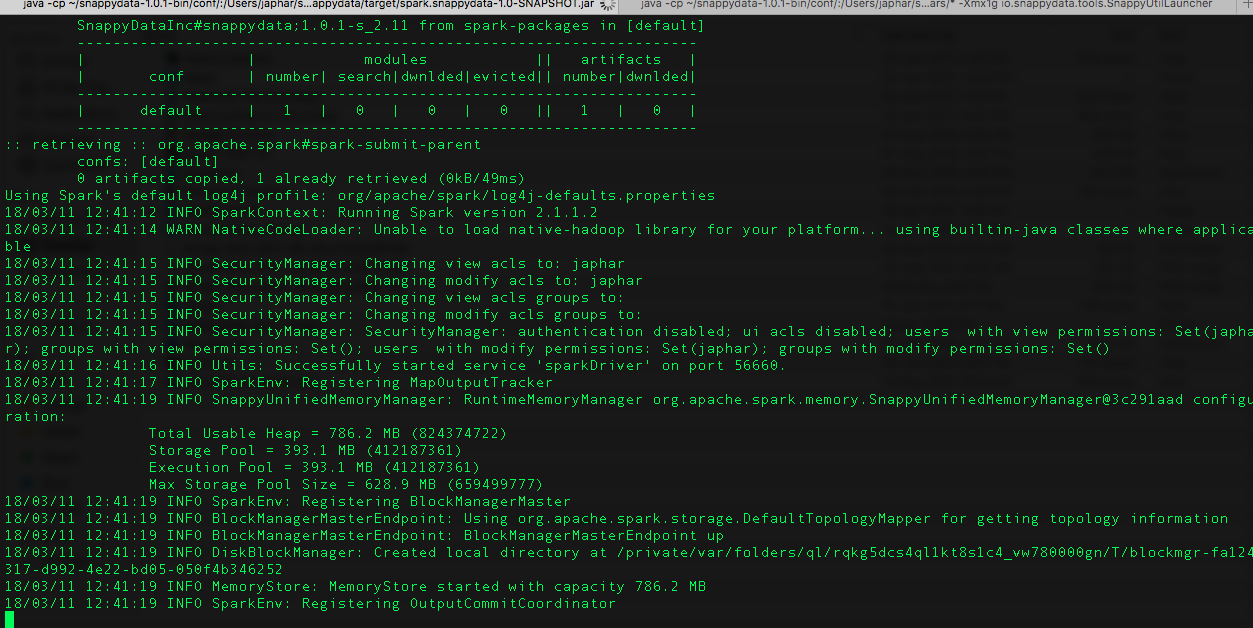 java -cp ~/snappydata-1.0.1-bin/conf/:/Users/japhar/s...appydata/target/spark.snappydata-1.0-SNAPSHOT.jar
java -cp ~/snappydata-1.0.1-bin/conf/:/Users/japhar/s...ars/* -Xmx1g io.snappydata.tools.SnappyUtilLauncher
SnappyDataInc#snappydata;1.0.1-s_2.11 from spark-packages in [default]
---------------------------------------------------------------------
|                  |            modules            ||   artifacts   |
|       conf       | number| search|dwnlded|evicted|| number|dwnlded|
---------------------------------------------------------------------
|      default     |   1   |   0   |   0   |   0   ||   1   |   0   |
---------------------------------------------------------------------
:: retrieving :: org.apache.spark#spark-submit-parent
confs: [default]
0 artifacts copied, 1 already retrieved (0kB/49ms)
Using Spark's default log4j profile: org/apache/spark/log4j-defaults.properties
18/03/11 12:41:12 INFO SparkContext: Running Spark version 2.1.1.2
18/03/11 12:41:14 WARN NativeCodeLoader: Unable to load native-hadoop library for your platform... using builtin-java classes where applica
ble
18/03/11 12:41:15 INFO SecurityManager: Changing view acls to: japhar
18/03/11 12:41:15 INFO SecurityManager: Changing modify acls to: japhar
18/03/11 12:41:15 INFO SecurityManager: Changing view acls groups to:
18/03/11 12:41:15 INFO SecurityManager: Changing modify acls groups to:
18/03/11 12:41:15 INFO SecurityManager: SecurityManager: authentication disabled; ui acls disabled; users  with view permissions: Set(japha
r); groups with view permissions: Set(); users  with modify permissions: Set(japhar); groups with modify permissions: Set()
18/03/11 12:41:16 INFO Utils: Successfully started service 'sparkDriver' on port 56660.
18/03/11 12:41:17 INFO SparkEnv: Registering MapOutputTracker
18/03/11 12:41:19 INFO SnappyUnifiedMemoryManager: RuntimeMemoryManager org.apache.spark.memory.SnappyUnifiedMemoryManager@3c291aad configu
ration:
Total Usable Heap = 786.2 MB (824374722)
Storage Pool = 393.1 MB (412187361)
Execution Pool = 393.1 MB (412187361)
Max Storage Pool Size = 628.9 MB (659499777)
18/03/11 12:41:19 INFO SparkEnv: Registering BlockManagerMaster
18/03/11 12:41:19 INFO BlockManagerMasterEndpoint: Using org.apache.spark.storage.DefaultTopologyMapper for getting topology information
18/03/11 12:41:19 INFO BlockManagerMasterEndpoint: BlockManagerMasterEndpoint up
18/03/11 12:41:19 INFO DiskBlockManager: Created local directory at /private/var/folders/ql/rqkg5dcs4ql1kt8s1c4_vw780000gn/T/blockmgr-fa124
317-d992-4e22-bd05-050f4b346252
18/03/11 12:41:19 INFO MemoryStore: MemoryStore started with capacity 786.2 MB
18/03/11 12:41:19 INFO SparkEnv: Registering OutputCommitCoordinator